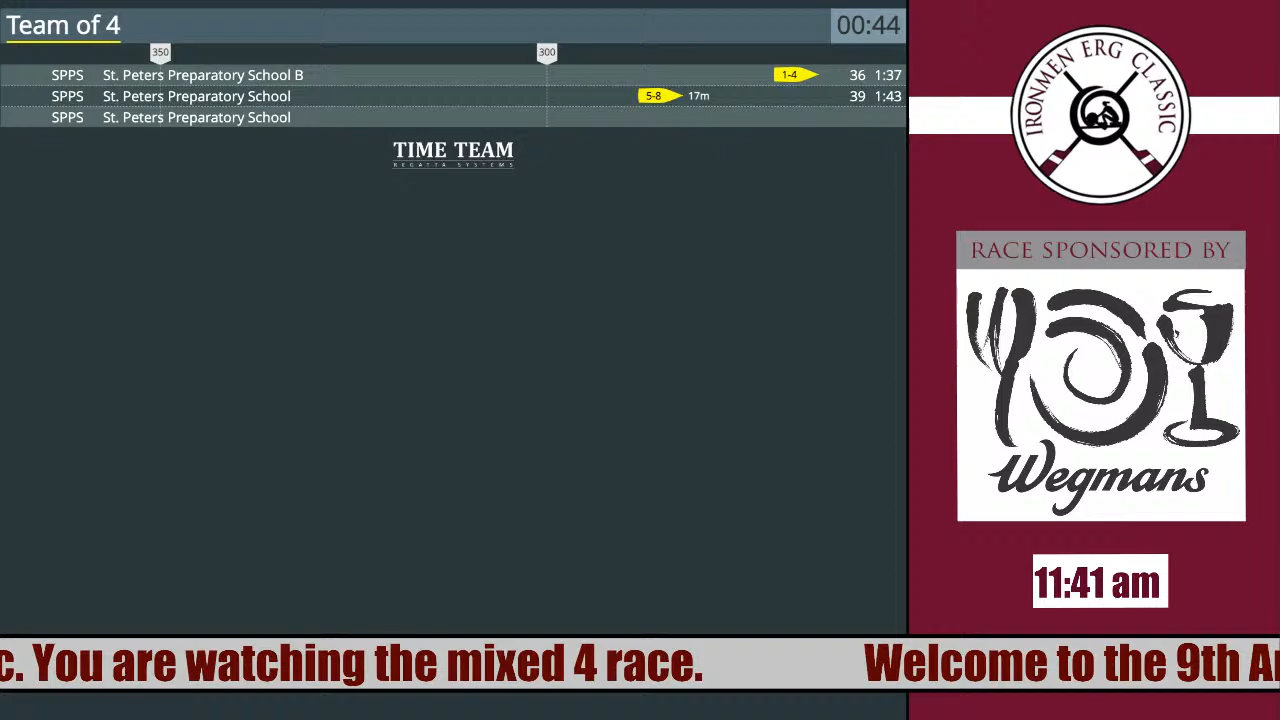 Team of 4
00:44
350
300
SPPS St. Peters Preparatory School B 1-4 36 1:37
SPPS St. Peters Preparatory School 5-8 17m 39 1:43
SPPS St. Peters Preparatory School
TIME TEAM
REGATTA SYSTEMS
IRONMEN ERG CLASSIC
RACE SPONSORED BY
Wegmans
11:41 am
c. You are watching the mixed 4 race. Welcome to the 9th